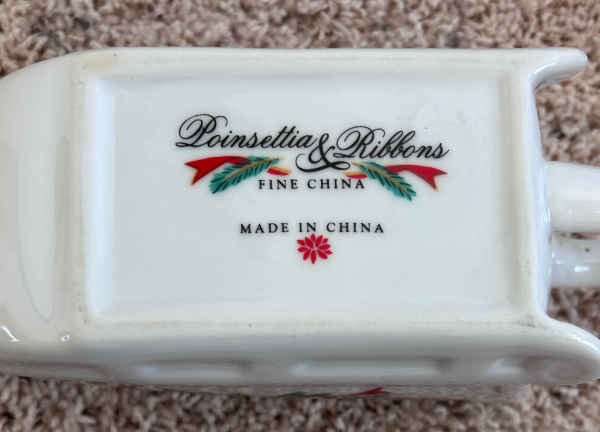 Poinsettia & Ribbons
FINE CHINA
MADE IN CHINA